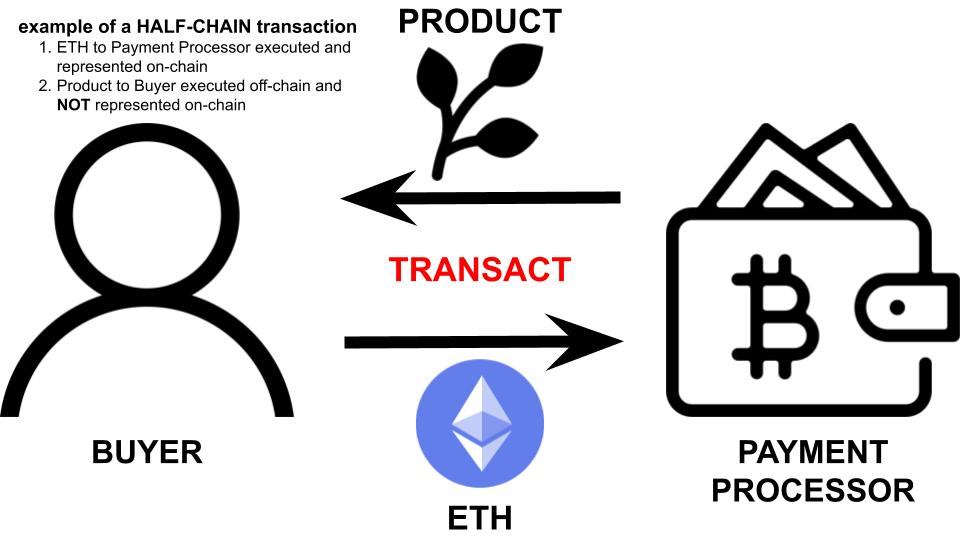 example of a HALF-CHAIN transaction
1. ETH to Payment Processor executed and
represented on-chain
2. Product to Buyer executed off-chain and
NOT represented on-chain
PRODUCT
TRANSACT
BUYER
ETH
PAYMENT
PROCESSOR